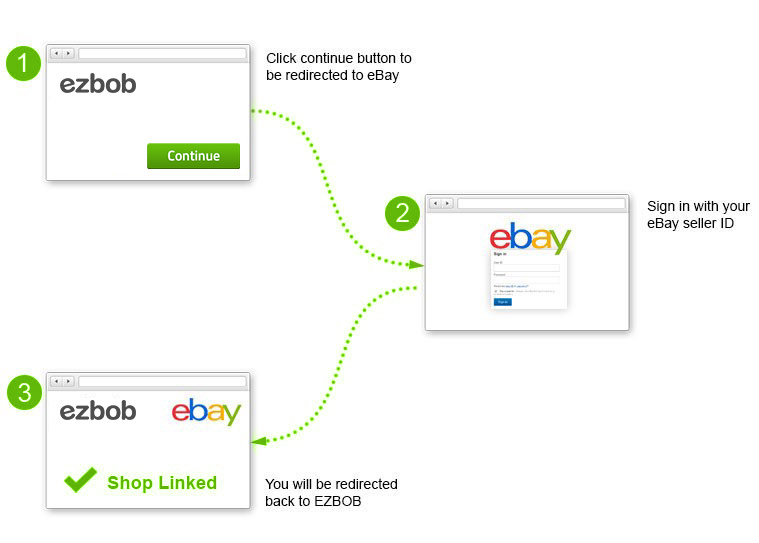 1
ezbob
Continue
Click continue button to
be redirected to eBay
2
ebay
Sign in
Password
Sign in
Sign in with your
eBay seller ID
3
ezbob
ebay
Shop Linked
You will be redirected
back to EZBOB